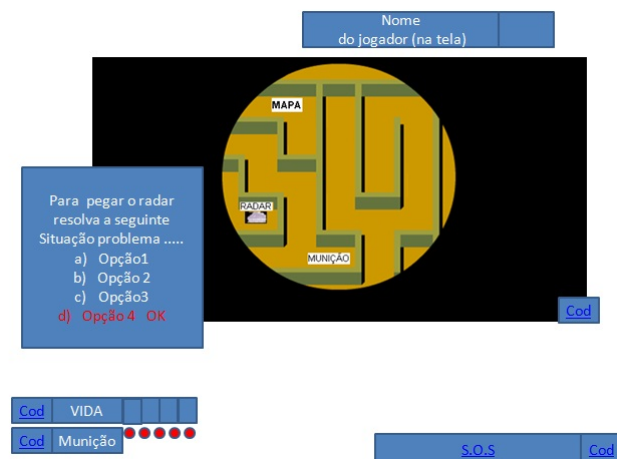 Nome
do jogador (na tela)
MAPA
Para pegar o radar
resolva a seguinte
Situação problema .....
a) Opção1
b) Opção 2
c) Opção3
d) Opção 4 OK
RADAR
MUNIÇÃO
Cod
Cod VIDA
Cod Munição
S.O.S Cod